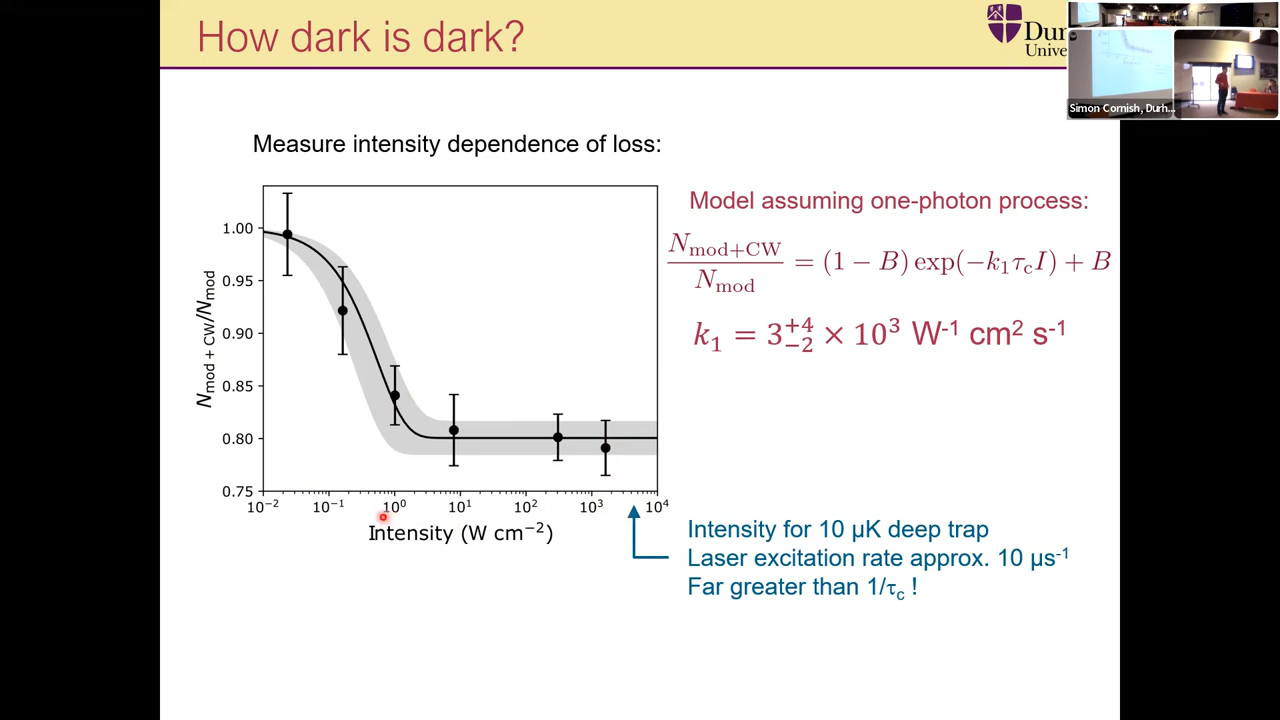 How dark is dark?
Dur
Unive
Simon Cornish, Durh...
Measure intensity dependence of loss:
Model assuming one-photon process:
N_mod+CW / N_mod = (1 − B) exp(−k₁τ_cI) + B
k₁ = 3⁺⁴₋₂ × 10³ W⁻¹ cm² s⁻¹
N_mod + CW/N_mod
1.00
0.95
0.90
0.85
0.80
0.75
10⁻² 10⁻¹ 10⁰ 10¹ 10² 10³ 10⁴
Intensity (W cm⁻²)
Intensity for 10 μK deep trap
Laser excitation rate approx. 10 μs⁻¹
Far greater than 1/τ_c !